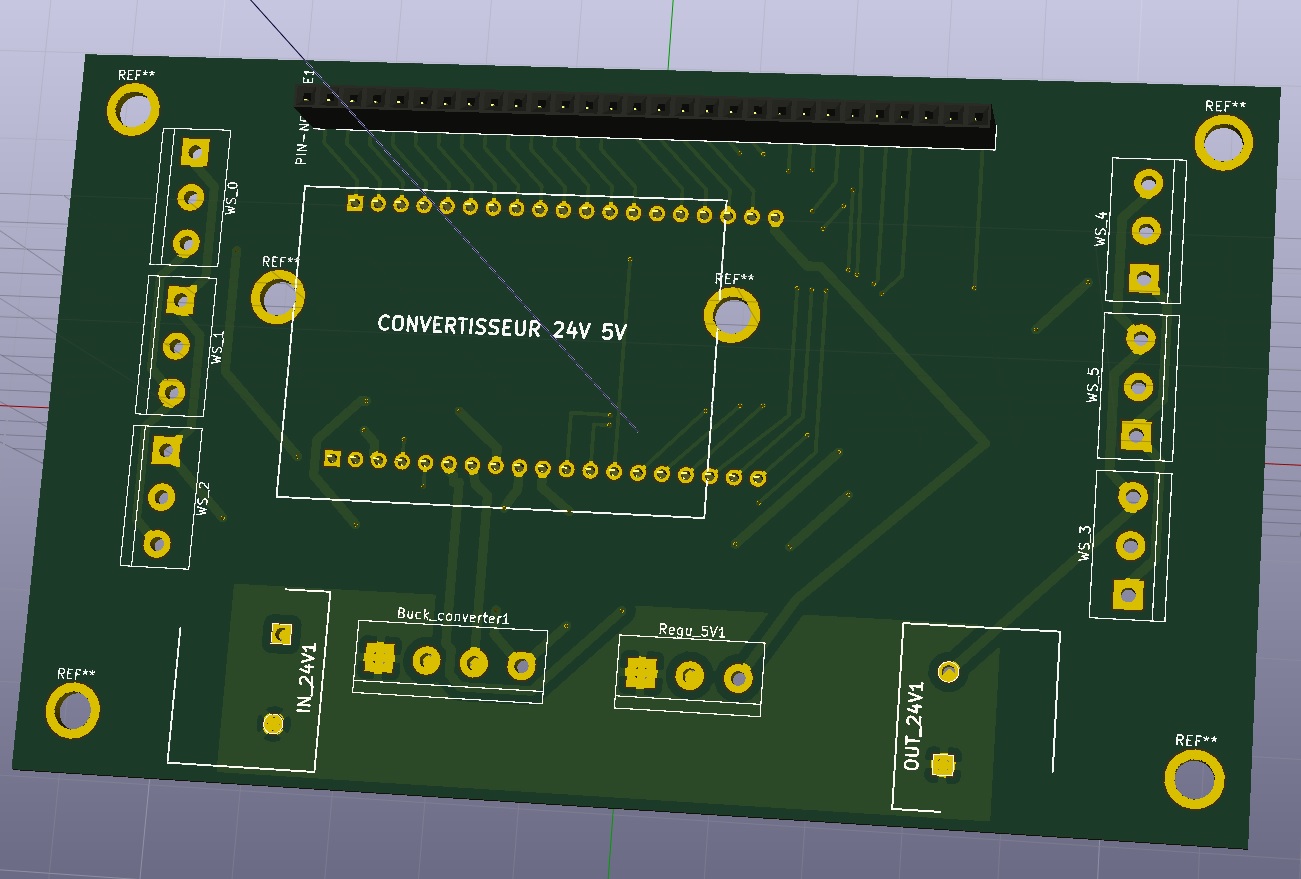 REF**
E1
PIN-N
REF**
WS_0
WS_4
REF**
REF**
CONVERTISSEUR 24V 5V
WS_1
WS_5
WS_2
WS_3
Buck_converter1
Regu_5V1
IN_24V1
OUT_24V1
REF**
REF**